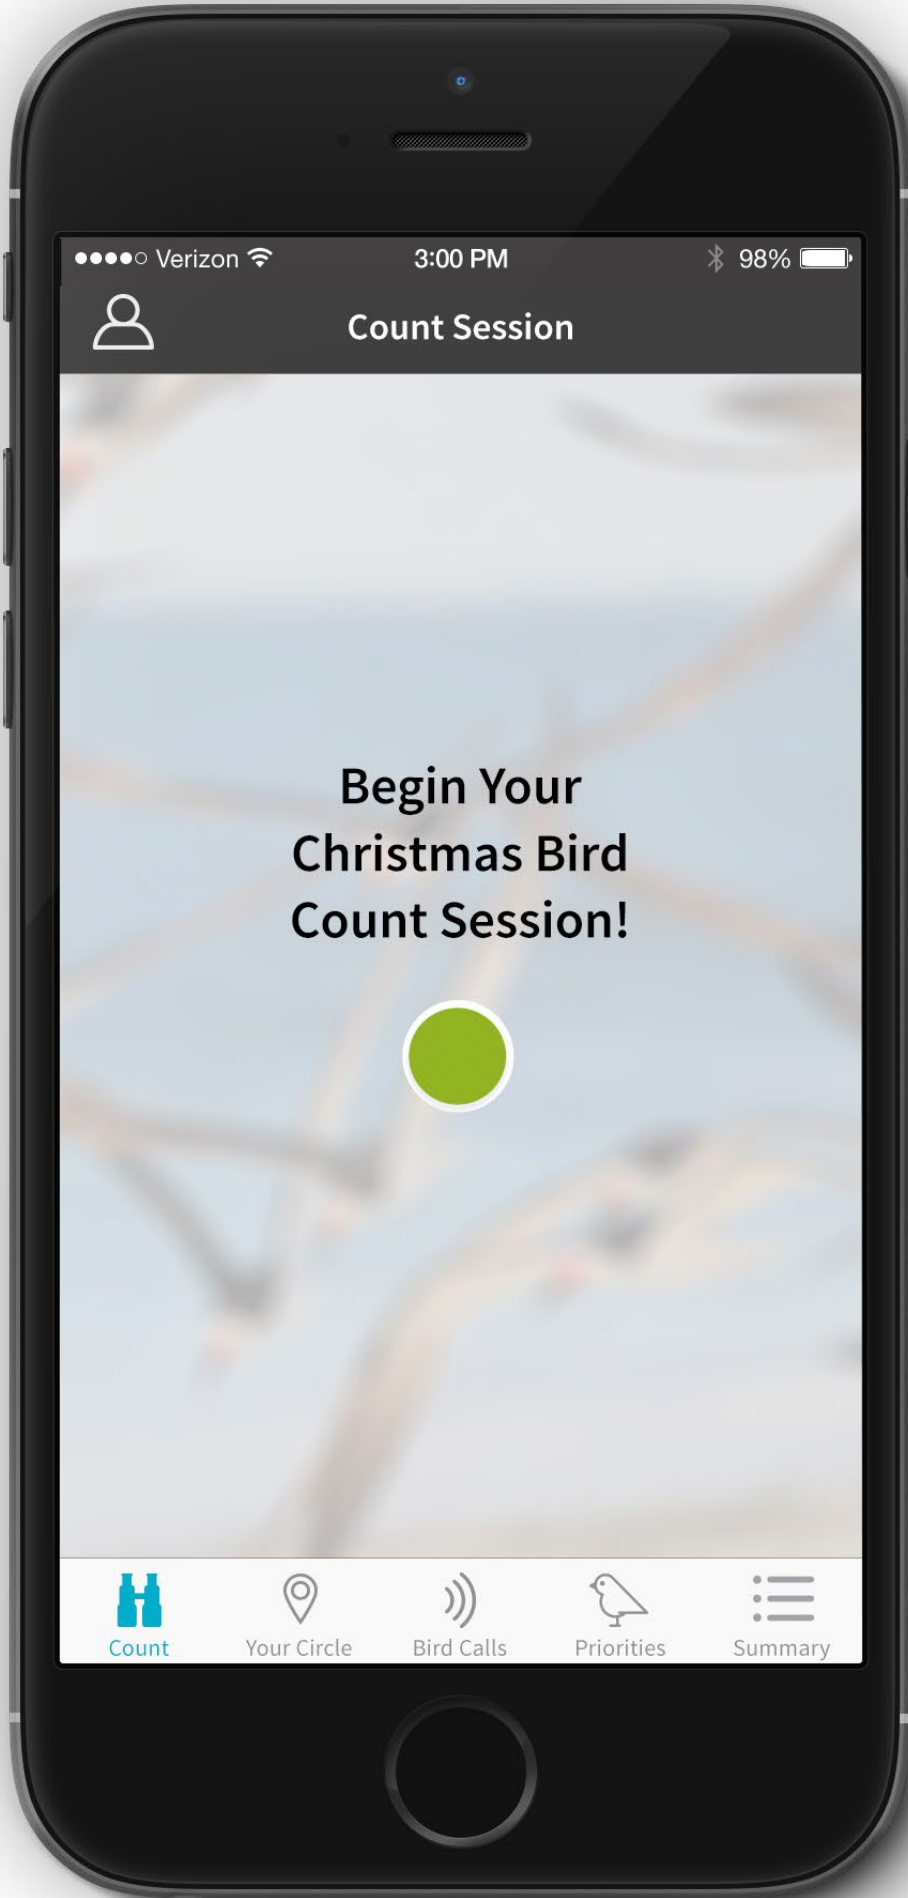 Verizon 3:00 PM 98%
Count Session
Begin Your
Christmas Bird
Count Session!
Count Your Circle Bird Calls Priorities Summary